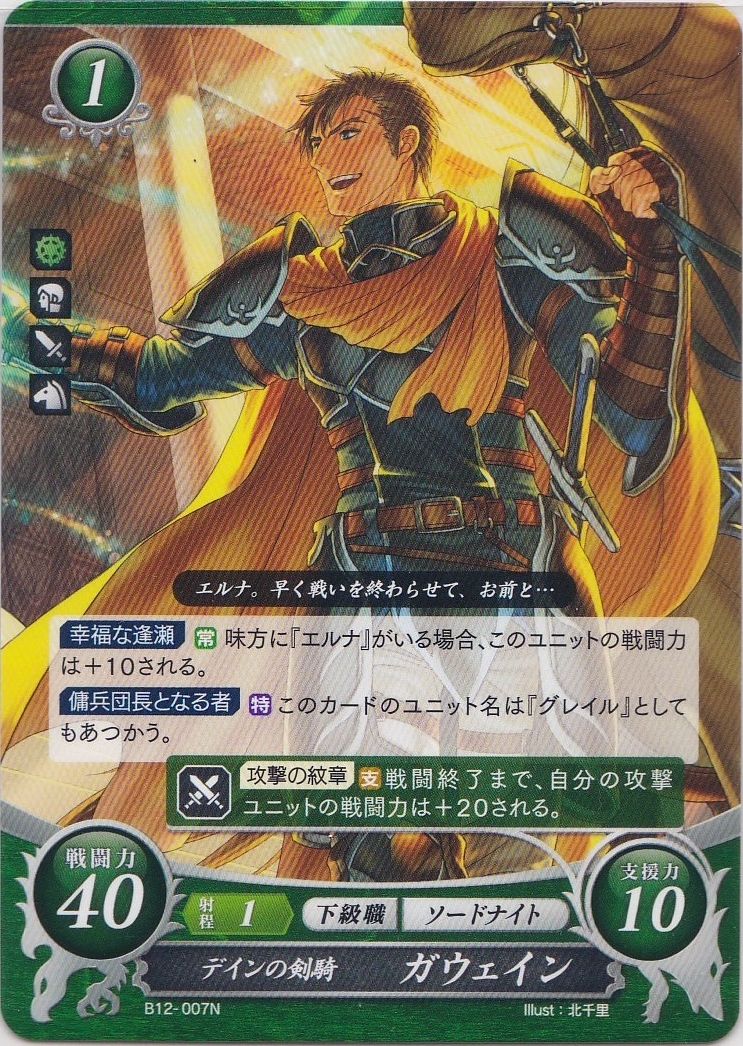 1
エルナ。早く戦いを終わらせて、お前と…
幸福な逢瀬 常 味方に『エルナ』がいる場合、このユニットの戦闘力
は＋10される。
傭兵団長となる者 特 このカードのユニット名は『グレイル』として
もあつかう。
攻撃の紋章 支 戦闘終了まで、自分の攻撃
ユニットの戦闘力は＋20される。
戦闘力
40
射程 1 下級職 ソードナイト
支援力
10
デインの剣騎 ガウェイン
B12-007N
Illust：北千里